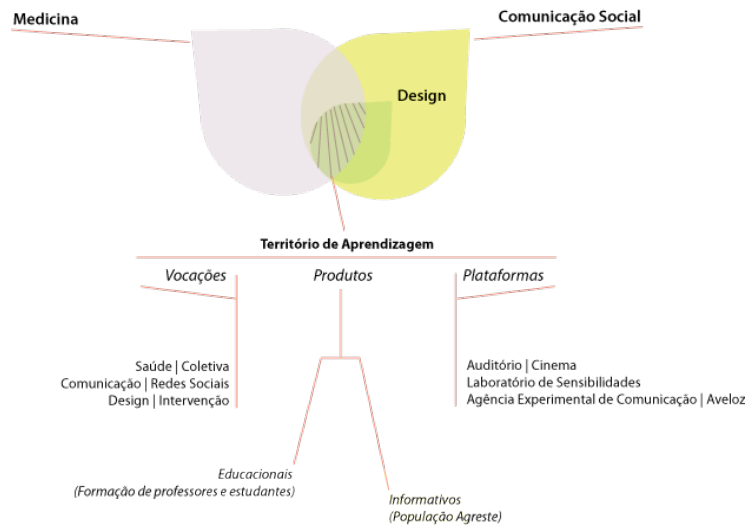 Medicina
Comunicação Social
Design
Território de Aprendizagem
Vocações
Produtos
Plataformas
Saúde | Coletiva
Comunicação | Redes Sociais
Design | Intervenção
Auditório | Cinema
Laboratório de Sensibilidades
Agência Experimental de Comunicação | Aveloz
Educacionais
(Formação de professores e estudantes)
Informativos
(População Agreste)